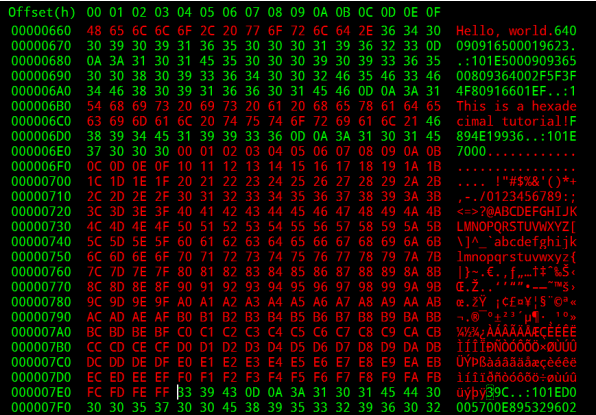 Offset(h) 00 01 02 03 04 05 06 07 08 09 0A 0B 0C 0D 0E 0F
00000660 48 65 6C 6C 6F 2C 20 77 6F 72 6C 64 2E 36 34 30 Hello, world.640
00000670 30 39 30 39 31 36 35 30 30 30 31 39 36 32 33 0D 090916500019623.
00000680 0A 3A 31 30 31 45 35 30 30 30 39 30 39 33 36 35 .:101E5000909365
00000690 30 30 38 30 39 33 36 34 30 30 32 46 35 46 33 46 00809364002F5F3F
000006A0 34 46 38 30 39 31 36 36 30 31 45 46 0D 0A 3A 31 4F80916601EF..:1
000006B0 54 68 69 73 20 69 73 20 61 20 68 65 78 61 64 65 This is a hexade
000006C0 63 69 6D 61 6C 20 74 75 74 6F 72 69 61 6C 21 46 cimal tutorial!F
000006D0 38 39 34 45 31 39 39 33 36 0D 0A 3A 31 30 31 45 894E19936..:101E
000006E0 37 30 30 30 00 01 02 03 04 05 06 07 08 09 0A 0B 7000............
000006F0 0C 0D 0E 0F 10 11 12 13 14 15 16 17 18 19 1A 1B ................
00000700 1C 1D 1E 1F 20 21 22 23 24 25 26 27 28 29 2A 2B .... !"#$%&'()*+
00000710 2C 2D 2E 2F 30 31 32 33 34 35 36 37 38 39 3A 3B ,-./0123456789:;
00000720 3C 3D 3E 3F 40 41 42 43 44 45 46 47 48 49 4A 4B <=>?@ABCDEFGHIJK
00000730 4C 4D 4E 4F 50 51 52 53 54 55 56 57 58 59 5A 5B LMNOPQRSTUVWXYZ[
00000740 5C 5D 5E 5F 60 61 62 63 64 65 66 67 68 69 6A 6B \]^_`abcdefghijk
00000750 6C 6D 6E 6F 70 71 72 73 74 75 76 77 78 79 7A 7B lmnopqrstuvwxyz{
00000760 7C 7D 7E 7F 80 81 82 83 84 85 86 87 88 89 8A 8B |}~.€.‚ƒ„…†‡ˆ‰Š‹
00000770 8C 8D 8E 8F 90 91 92 93 94 95 96 97 98 99 9A 9B Œ.Ž..‘’“”•–—˜™š›
00000780 9C 9D 9E 9F A0 A1 A2 A3 A4 A5 A6 A7 A8 A9 AA AB œ.žŸ ¡¢£¤¥¦§¨©ª«
00000790 AC AD AE AF B0 B1 B2 B3 B4 B5 B6 B7 B8 B9 BA BB ¬.®¯°±²³´µ¶·¸¹º»
000007A0 BC BD BE BF C0 C1 C2 C3 C4 C5 C6 C7 C8 C9 CA CB ¼½¾¿ÀÁÂÃÄÅÆÇÈÉÊË
000007B0 CC CD CE CF D0 D1 D2 D3 D4 D5 D6 D7 D8 D9 DA DB ÌÍÎÏÐÑÒÓÔÕÖ×ØÙÚÛ
000007C0 DC DD DE DF E0 E1 E2 E3 E4 E5 E6 E7 E8 E9 EA EB ÜÝÞßàáâãäåæçèéêë
000007D0 EC ED EE EF F0 F1 F2 F3 F4 F5 F6 F7 F8 F9 FA FB ìíîïðñòóôõö÷øùúû
000007E0 FC FD FE FF 33 39 43 0D 0A 3A 31 30 31 45 44 30 üýþÿ39C..:101ED0
000007F0 30 30 35 37 30 30 45 38 39 35 33 32 39 36 30 32 005700E895329602